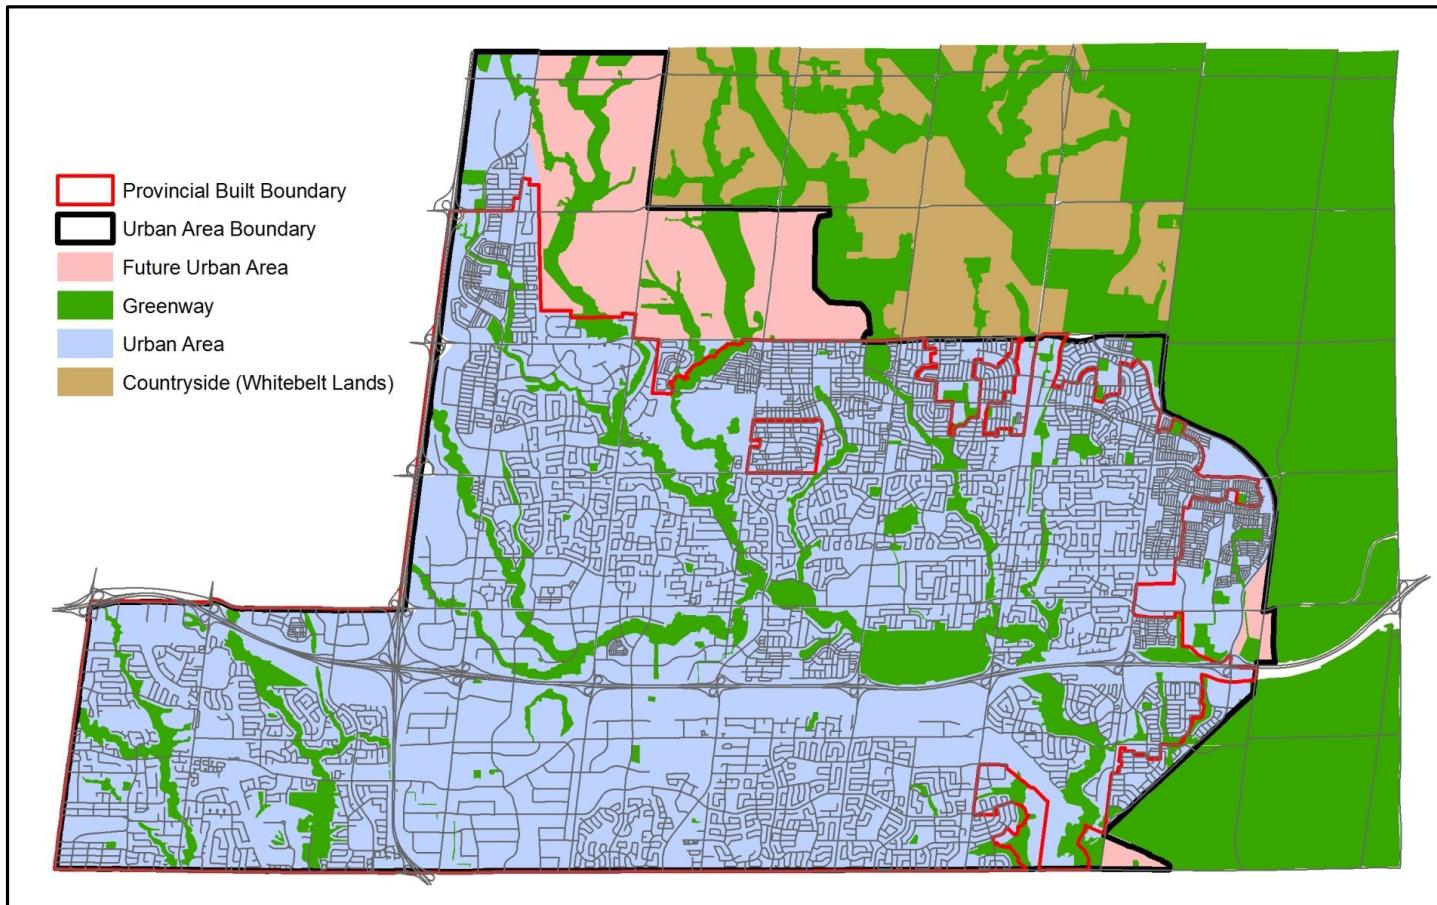 Provincial Built Boundary
Urban Area Boundary
Future Urban Area
Greenway
Urban Area
Countryside (Whitebelt Lands)